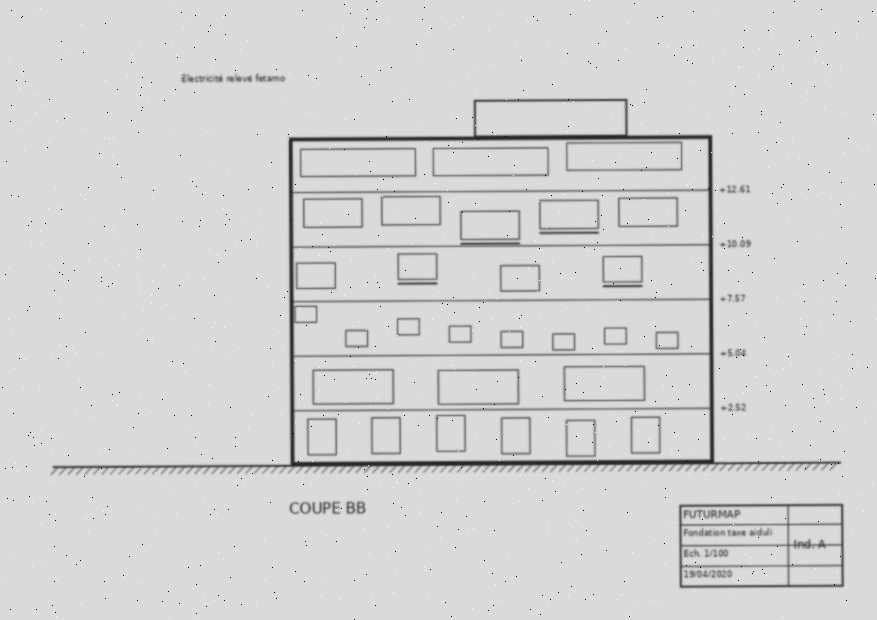 Électricité relevé fetamo
+12.61
+10.09
+7.57
+5.04
+2.52
COUPE BB
FUTURMAP
Fondation taxe aiduli
Ech. 1/100
Ind. A
19/04/2020